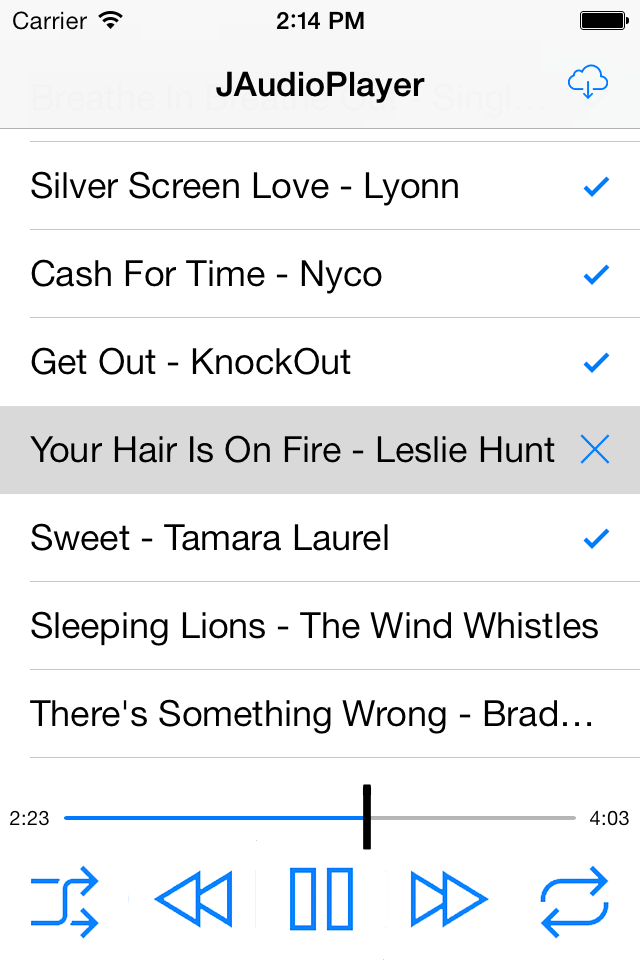 Carrier 2:14 PM
JAudioPlayer
Breathe In Breathe Out - Singl...
Silver Screen Love - Lyonn
Cash For Time - Nyco
Get Out - KnockOut
Your Hair Is On Fire - Leslie Hunt
Sweet - Tamara Laurel
Sleeping Lions - The Wind Whistles
There's Something Wrong - Brad...
2:23 4:03